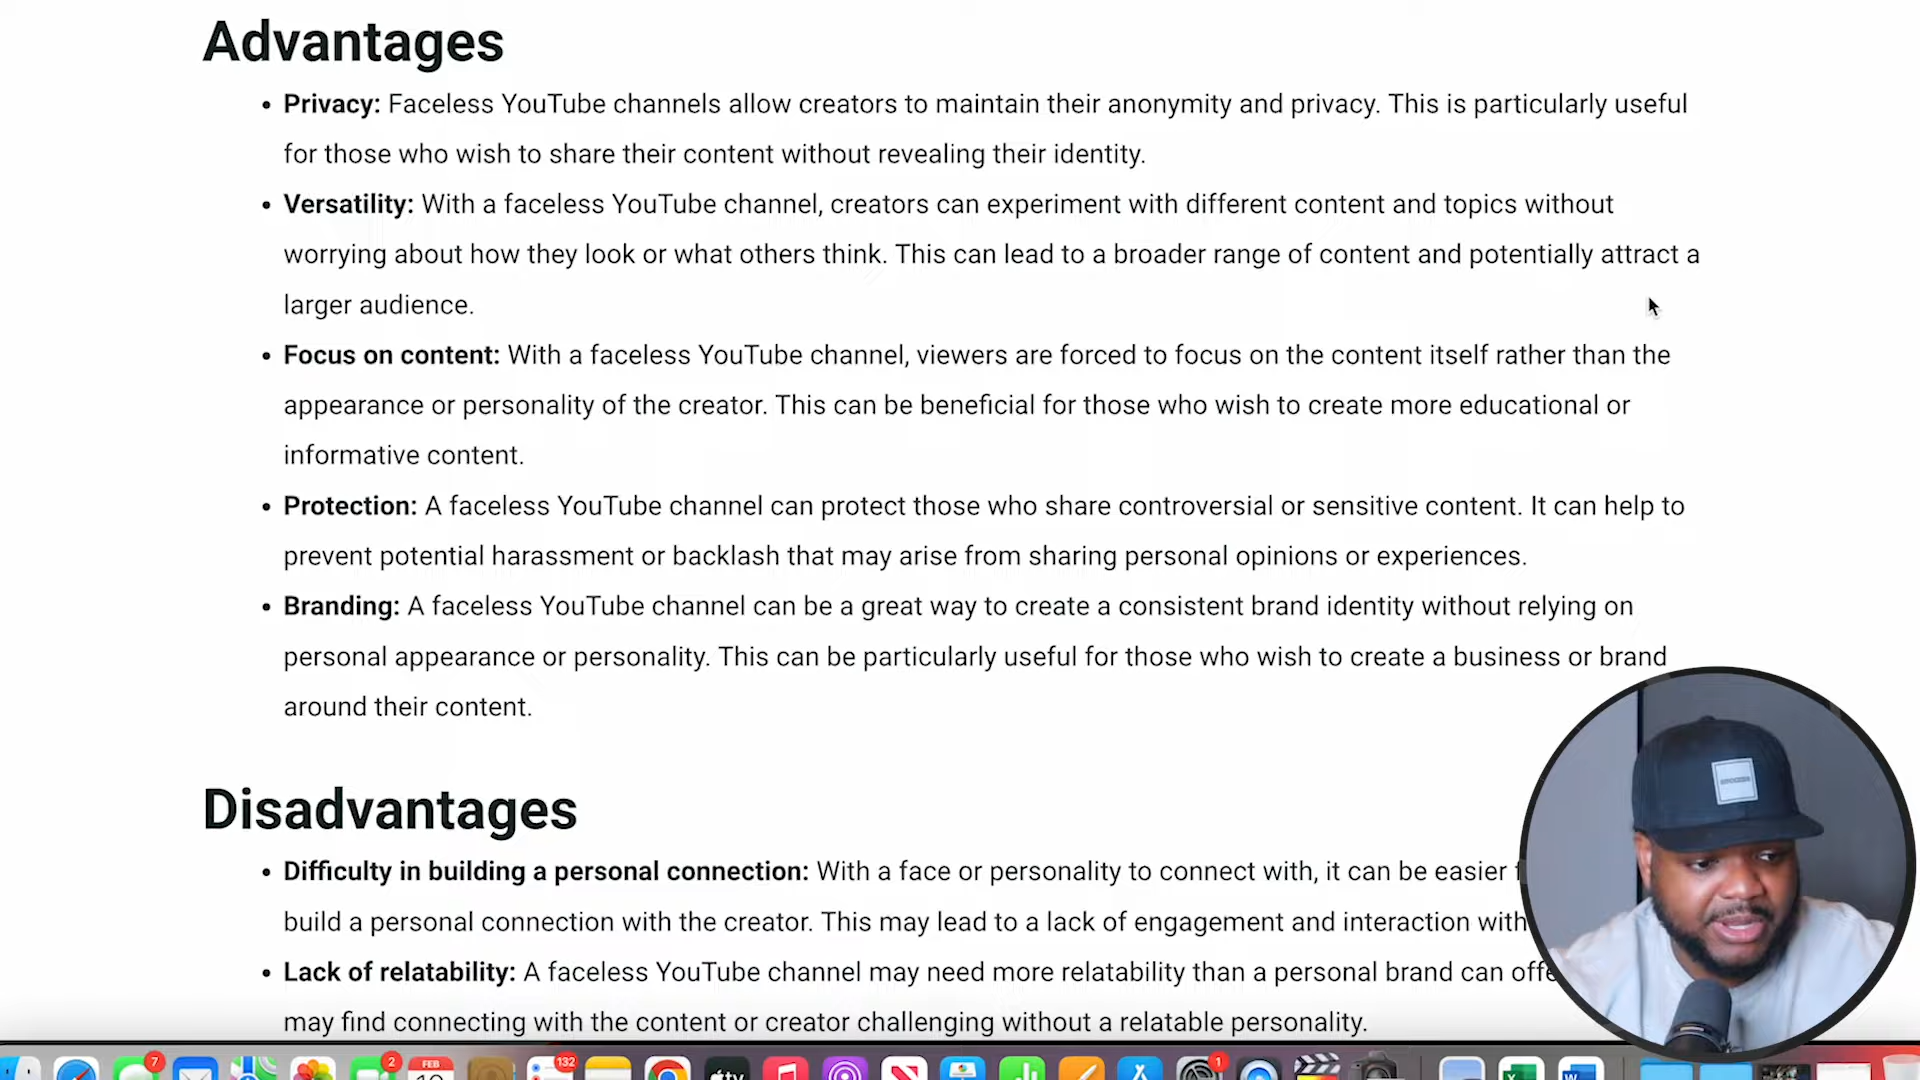 Advantages
• Privacy: Faceless YouTube channels allow creators to maintain their anonymity and privacy. This is particularly useful
for those who wish to share their content without revealing their identity.
• Versatility: With a faceless YouTube channel, creators can experiment with different content and topics without
worrying about how they look or what others think. This can lead to a broader range of content and potentially attract a
larger audience.
• Focus on content: With a faceless YouTube channel, viewers are forced to focus on the content itself rather than the
appearance or personality of the creator. This can be beneficial for those who wish to create more educational or
informative content.
• Protection: A faceless YouTube channel can protect those who share controversial or sensitive content. It can help to
prevent potential harassment or backlash that may arise from sharing personal opinions or experiences.
• Branding: A faceless YouTube channel can be a great way to create a consistent brand identity without relying on
personal appearance or personality. This can be particularly useful for those who wish to create a business or brand
around their content.
Disadvantages
• Difficulty in building a personal connection: With a face or personality to connect with, it can be easier
build a personal connection with the creator. This may lead to a lack of engagement and interaction with
• Lack of relatability: A faceless YouTube channel may need more relatability than a personal brand can
may find connecting with the content or creator challenging without a relatable personality.
7
2
FEB
132
tv
1